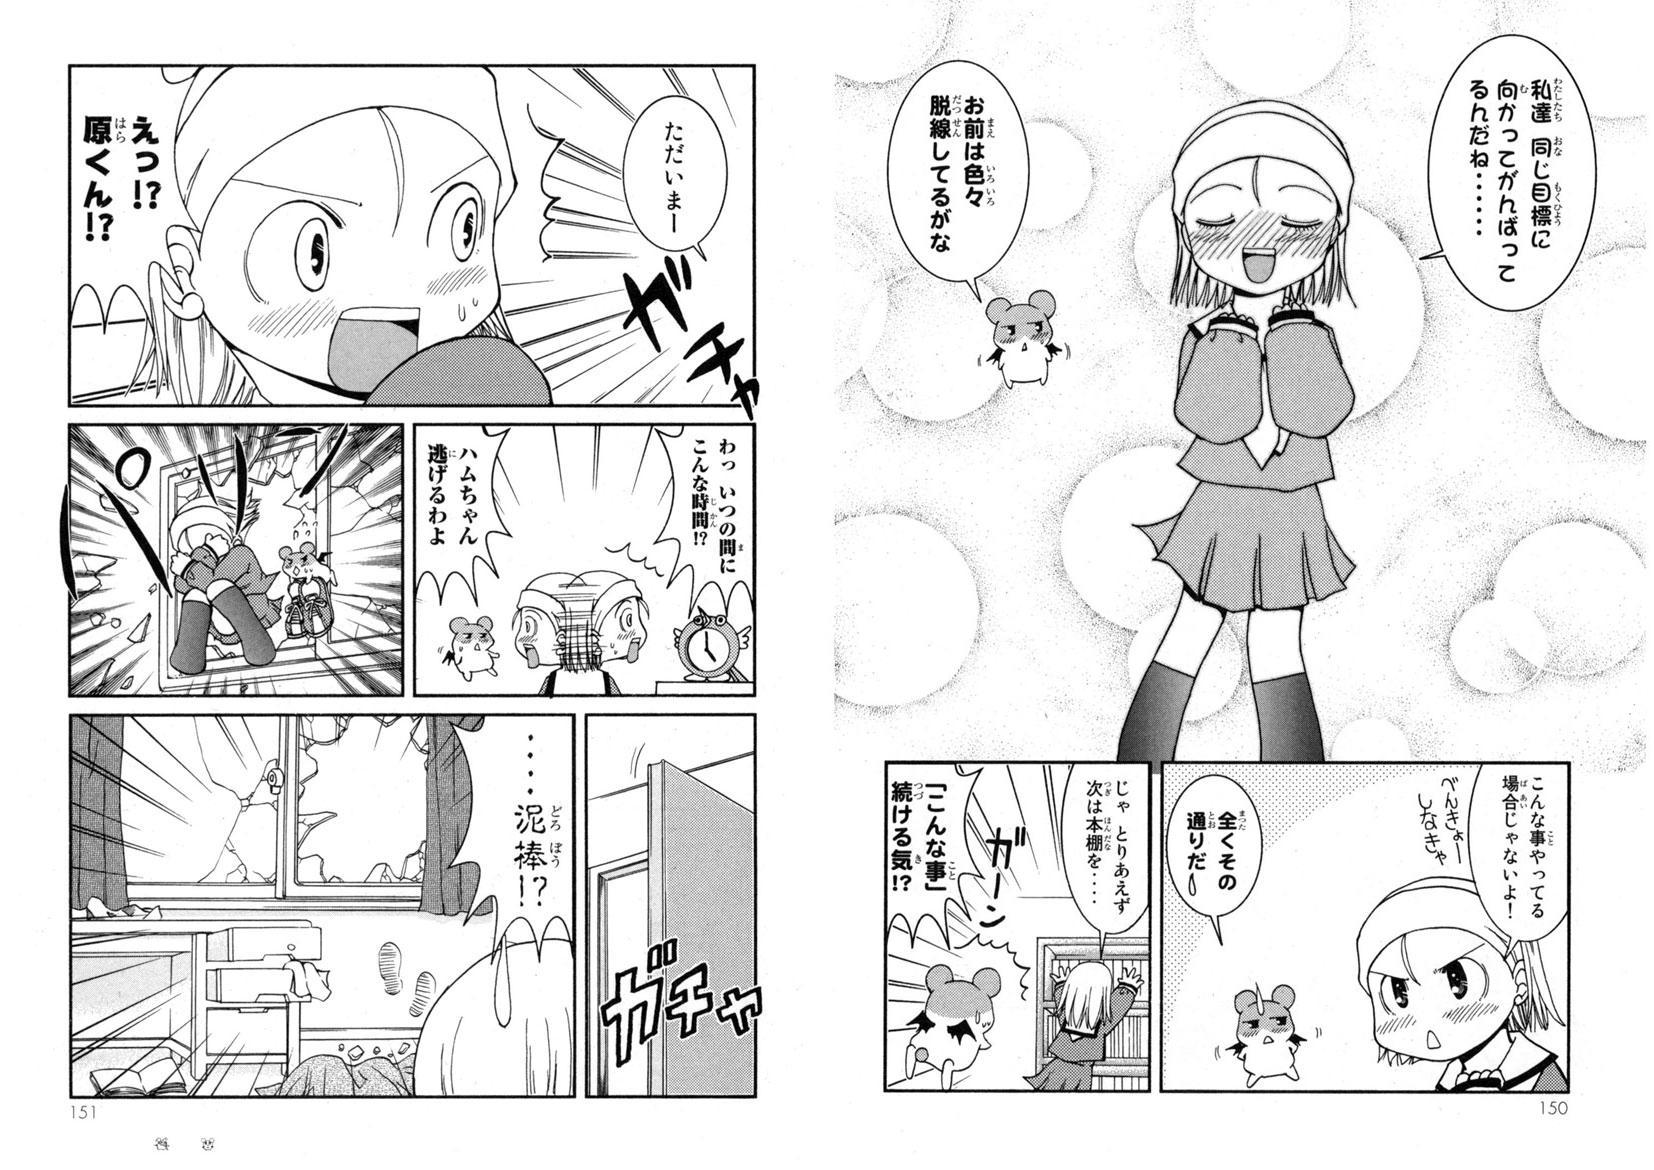 私達 同じ目標に
向かってがんばって
るんだね‥‥‥
お前は色々
脱線してるがな
こんな事やってる
場合じゃないよ！
べんきょー
しなきゃ
全くその
通りだ
じゃ とりあえず
次は本棚を‥‥
ガーン
「こんな事」
続ける気!?
150
ただいまー
ガチャ
えっ!?
原くん!?
わっ いつの間に
こんな時間!?
ハムちゃん
逃げるわよ
ガチャ
‥‥‥泥棒ー!?
151